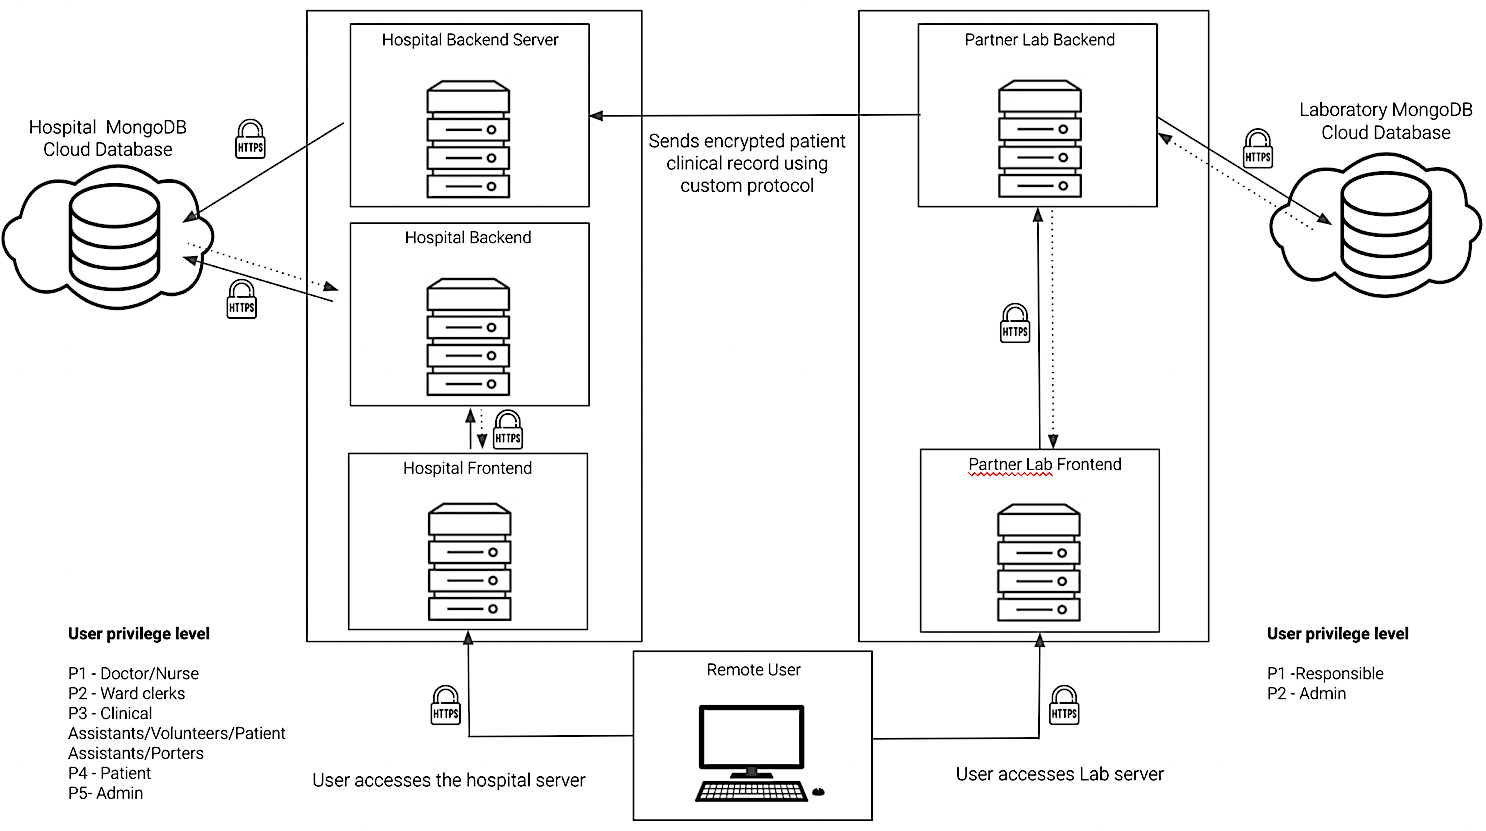 Hospital Backend Server
Partner Lab Backend
Hospital MongoDB
Cloud Database
HTTPS
Sends encrypted patient
clinical record using
custom protocol
Laboratory MongoDB
Cloud Database
HTTPS
Hospital Backend
HTTPS
HTTPS
HTTPS
Hospital Frontend
Partner Lab Frontend
User privilege level
P1 - Doctor/Nurse
P2 - Ward clerks
P3 - Clinical
Assistants/Volunteers/Patient
Assistants/Porters
P4 - Patient
P5- Admin
Remote User
HTTPS
HTTPS
User accesses the hospital server
User accesses Lab server
User privilege level
P1 -Responsible
P2 - Admin